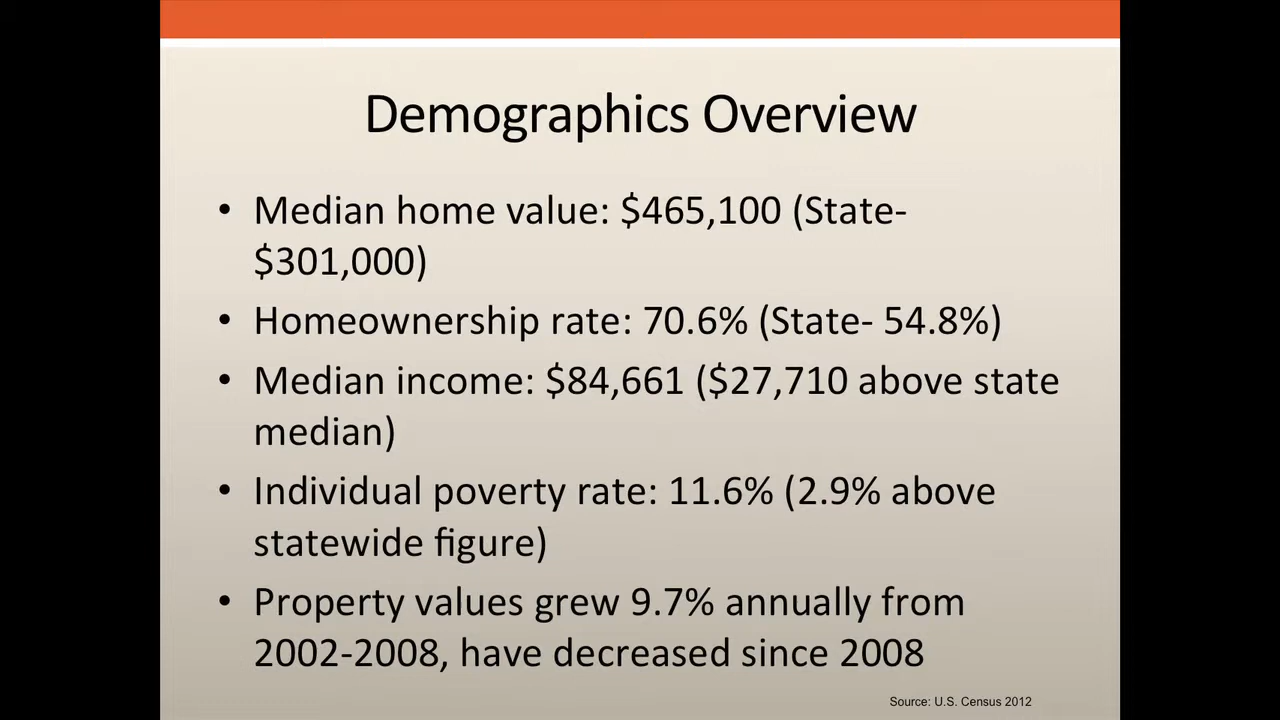 Demographics Overview
• Median home value: $465,100 (State-
$301,000)
• Homeownership rate: 70.6% (State- 54.8%)
• Median income: $84,661 ($27,710 above state
median)
• Individual poverty rate: 11.6% (2.9% above
statewide figure)
• Property values grew 9.7% annually from
2002-2008, have decreased since 2008
Source: U.S. Census 2012